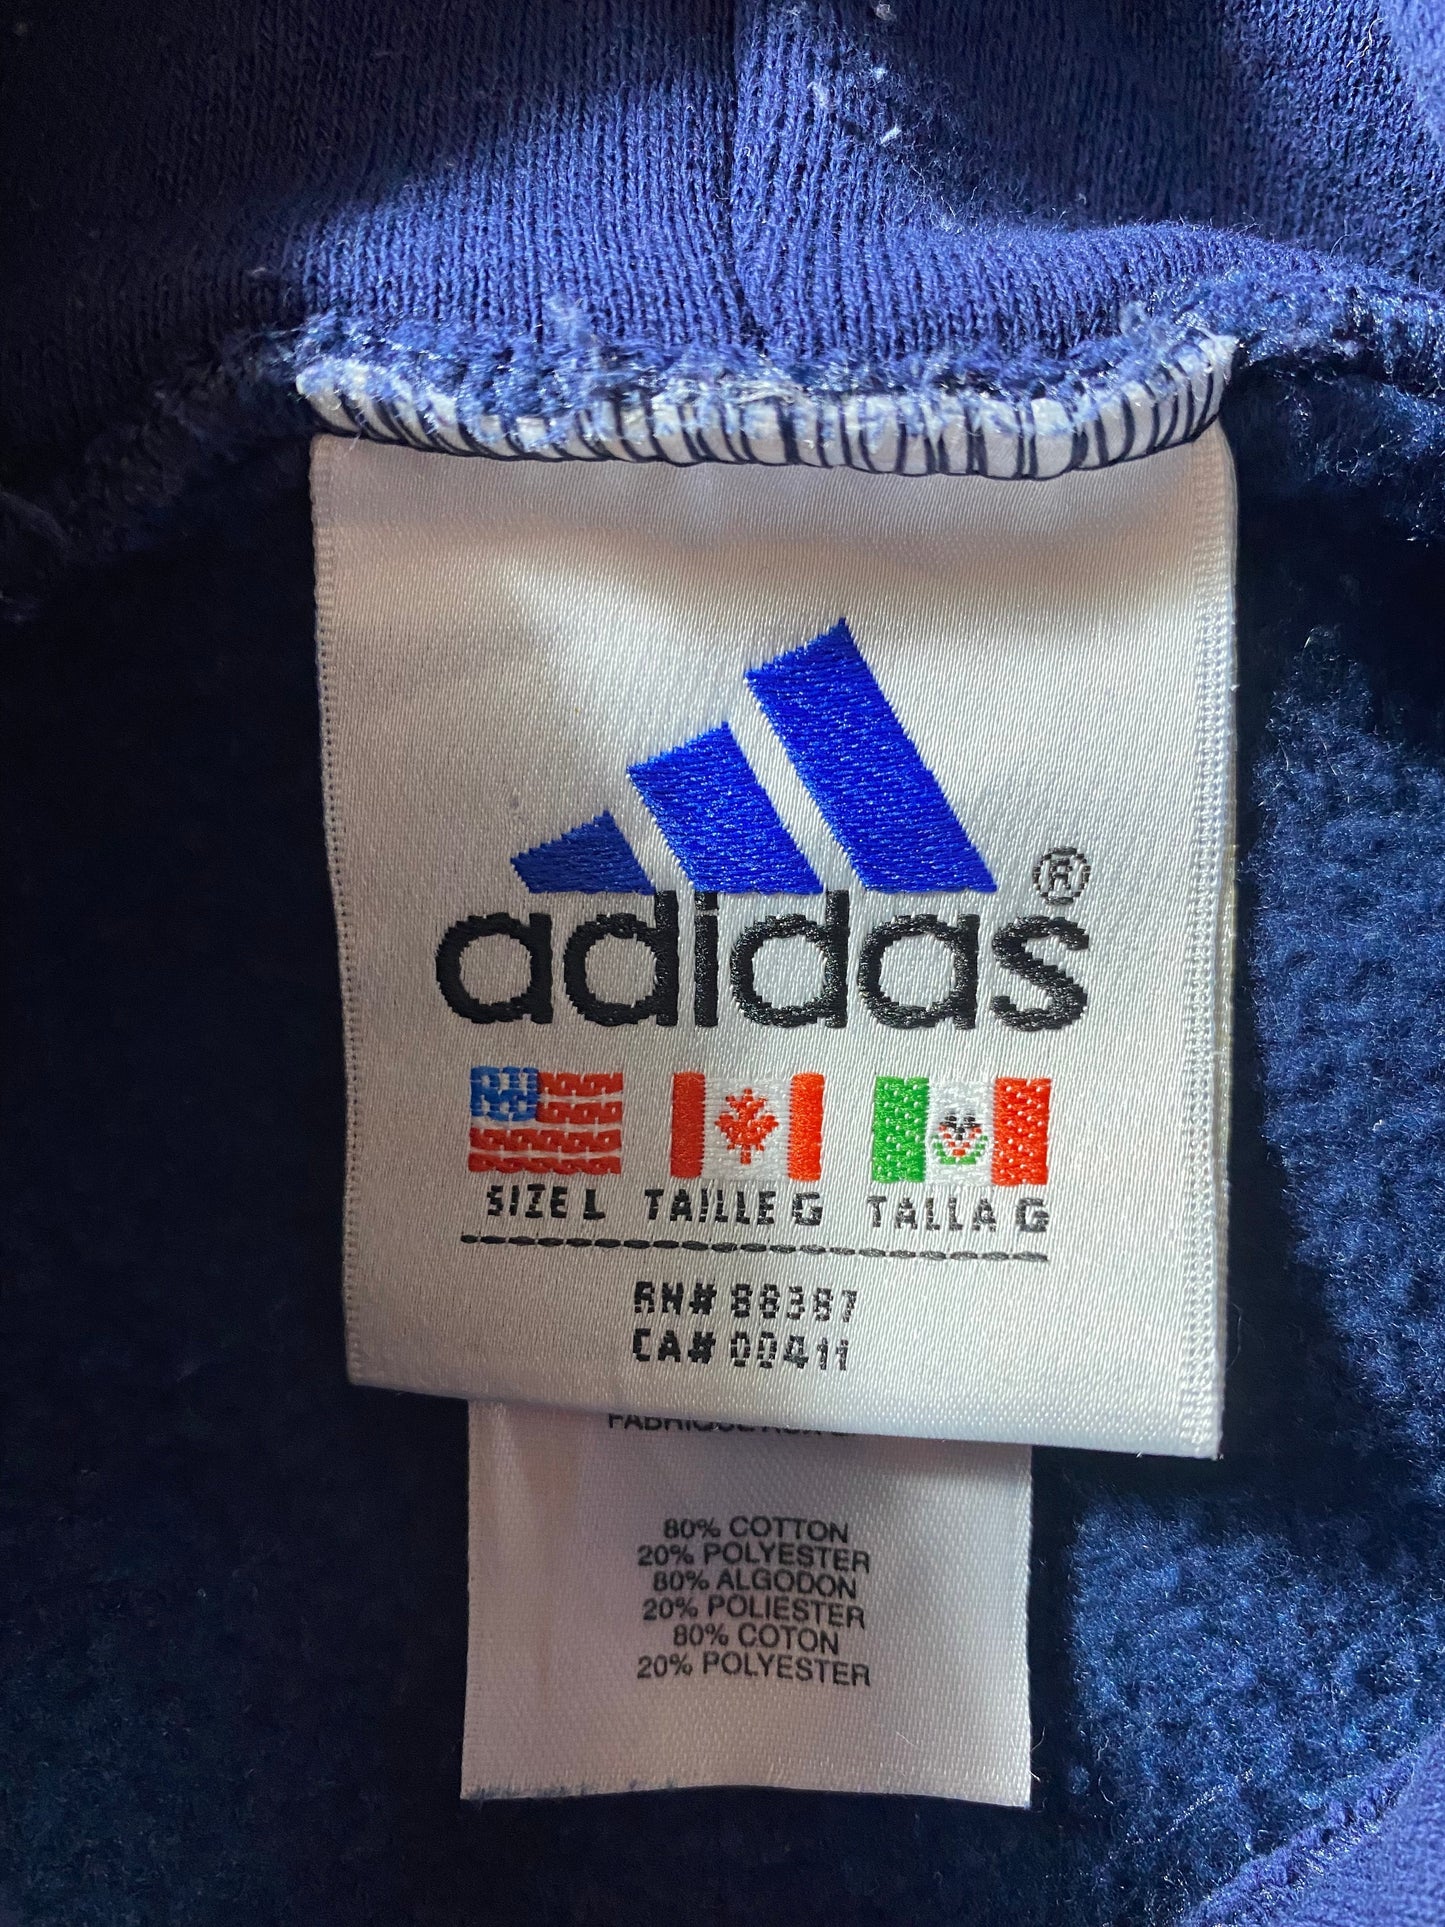 adidas®
SIZE L TAILLE G TALLA G
RN# 88387
CA# 00411
80% COTTON
20% POLYESTER
80% ALGODON
20% POLIESTER
80% COTON
20% POLYESTER